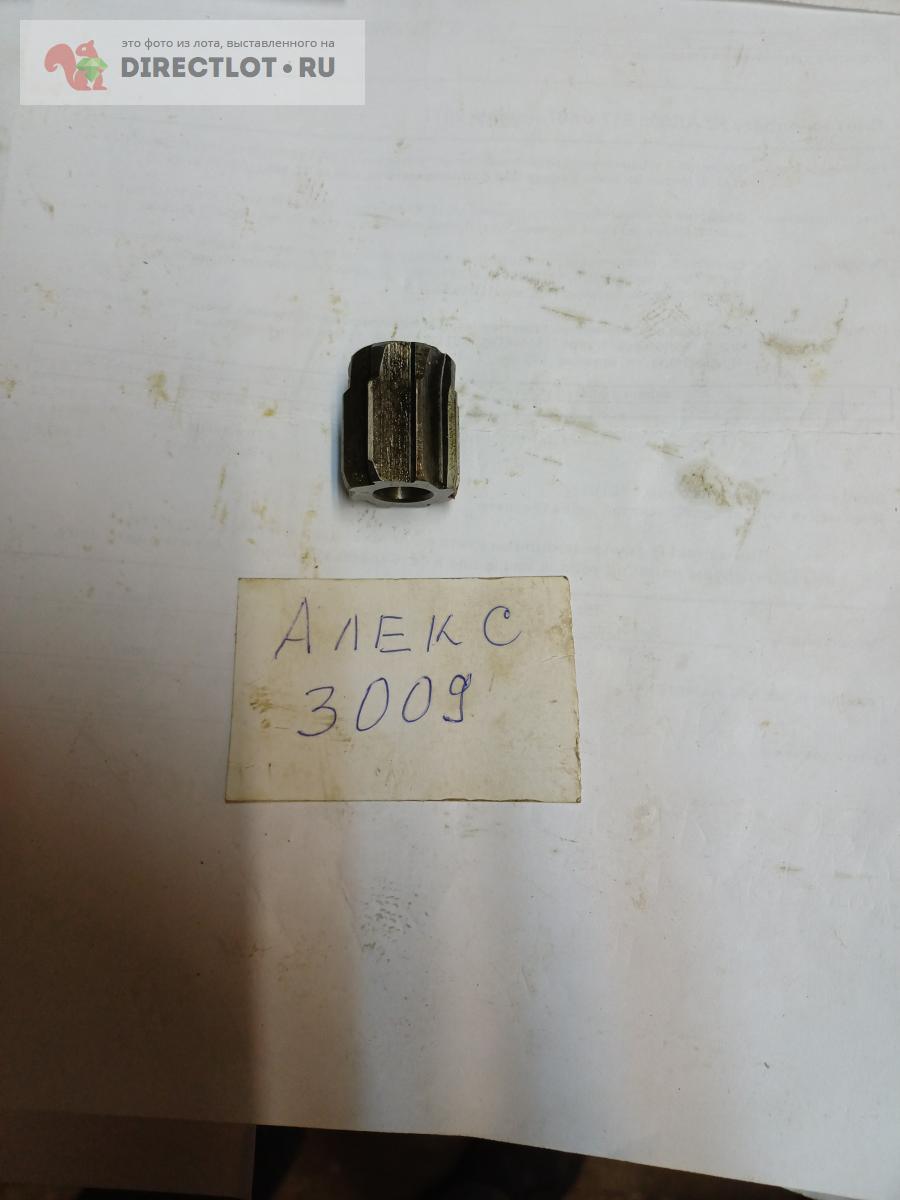 это фото из лота, выставленного на
DIRECTLOT•RU
АЛЕКС
3009